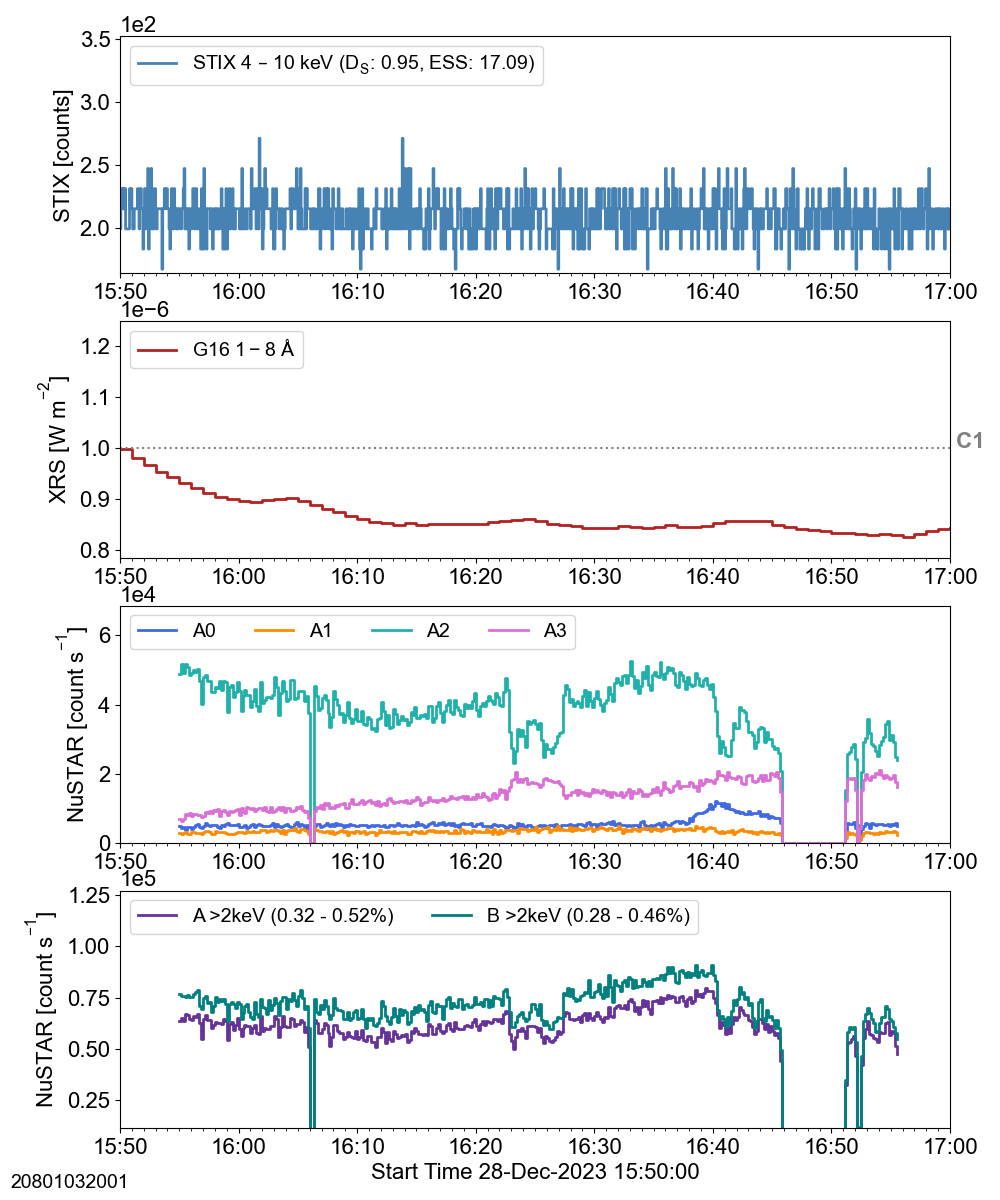 1e2
3.5
3.0
2.5
2.0
STIX [counts]
STIX 4 − 10 keV (DS: 0.95, ESS: 17.09)
15:50 16:00 16:10 16:20 16:30 16:40 16:50 17:00
1e−6
1.2
1.1
1.0
0.9
0.8
XRS [W m−2]
G16 1 − 8 Å
C1
15:50 16:00 16:10 16:20 16:30 16:40 16:50 17:00
1e4
6
4
2
0
NuSTAR [count s−1]
A0 A1 A2 A3
15:50 16:00 16:10 16:20 16:30 16:40 16:50 17:00
1e5
1.25
1.00
0.75
0.50
0.25
NuSTAR [count s−1]
A >2keV (0.32 - 0.52%) B >2keV (0.28 - 0.46%)
15:50 16:00 16:10 16:20 16:30 16:40 16:50 17:00
Start Time 28-Dec-2023 15:50:00
20801032001